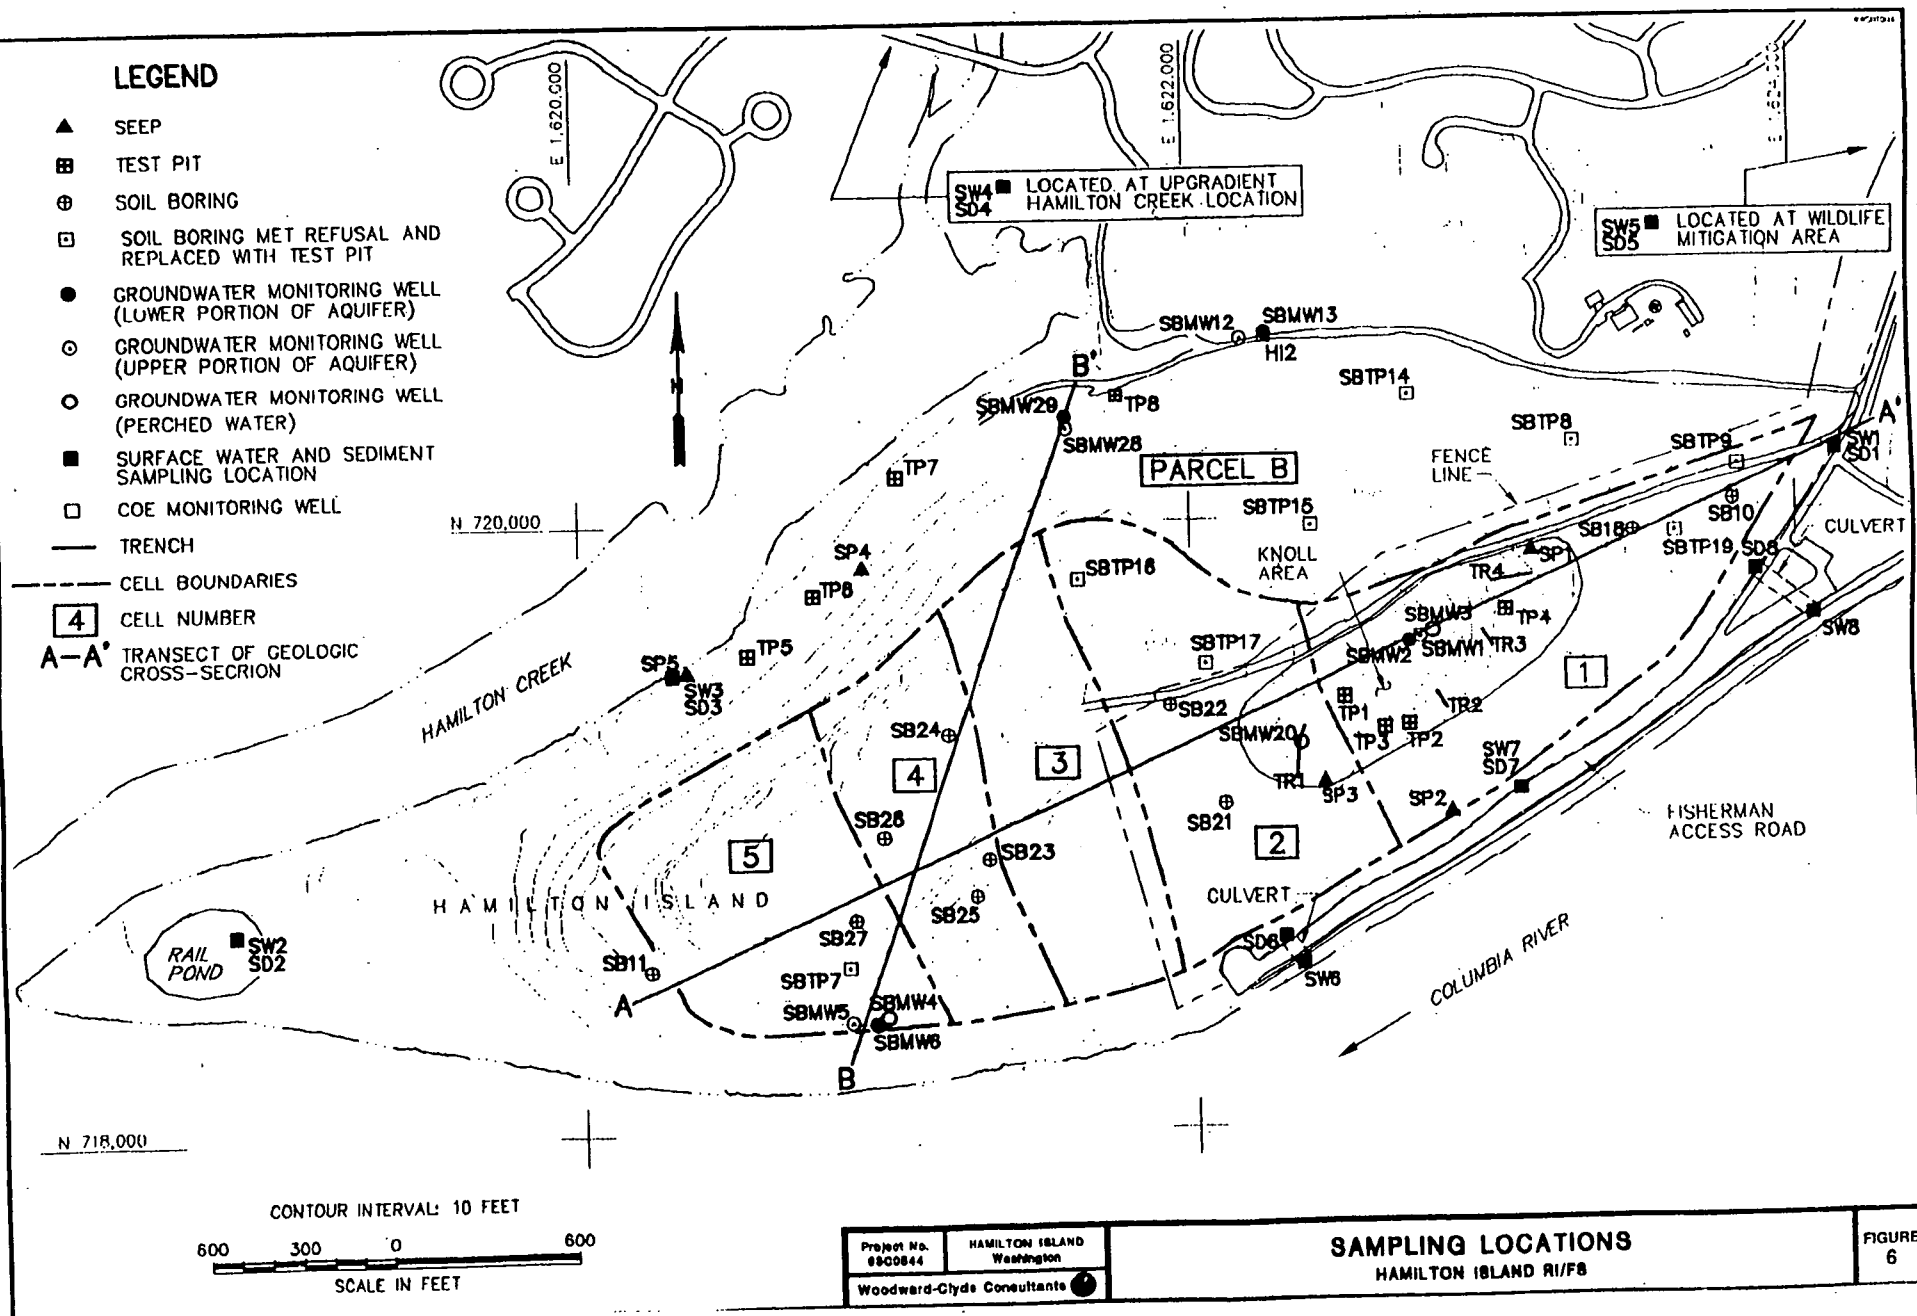 LEGEND
SEEP
TEST PIT
SOIL BORING
SOIL BORING MET REFUSAL AND
REPLACED WITH TEST PIT
GROUNDWATER MONITORING WELL
(LOWER PORTION OF AQUIFER)
GROUNDWATER MONITORING WELL
(UPPER PORTION OF AQUIFER)
GROUNDWATER MONITORING WELL
(PERCHED WATER)
SURFACE WATER AND SEDIMENT
SAMPLING LOCATION
COE MONITORING WELL
TRENCH
CELL BOUNDARIES
4 CELL NUMBER
A-A' TRANSECT OF GEOLOGIC
CROSS-SECRION
E 1,620,000
E 1,622,000
SW4
SD4
LOCATED AT UPGRADIENT
HAMILTON CREEK LOCATION
SW5
SD5
LOCATED AT WILDLIFE
MITIGATION AREA
N
SBMW12
SBMW13
HI2
B'
TP8
SBMW29
SBMW28
SBTP14
SBTP8
SBTP9
A'
SW1
SD1
TP7
PARCEL B
FENCE
LINE
N 720,000
SBTP15
SB10
CULVERT
SB18
SBTP19
SD8
SP4
TP8
SBTP16
KNOLL
AREA
SP1
TR4
SBMW3
TP4
SW8
TP5
SP5
SW3
SD3
SBTP17
SBMW2
SBMW1
TR3
1
HAMILTON CREEK
SB22
TP1
TR2
SB24
SBMW20
TP3
TP2
3
4
SW7
SD7
TR1
SP3
SP2
FISHERMAN
ACCESS ROAD
SB21
SB28
5
SB23
2
CULVERT
HAMILTON ISLAND
SB25
RAIL
POND
SW2
SD2
SB27
SD6
SB11
SBTP7
SW6
A
COLUMBIA RIVER
SBMW5
SBMW4
SBMW6
B
N 718,000
CONTOUR INTERVAL: 10 FEET
600 300 0 600
SCALE IN FEET
Project No.
HAMILTON ISLAND
Washington
Woodward-Clyde Consultants
SAMPLING LOCATIONS
HAMILTON ISLAND RI/FS
FIGURE
6